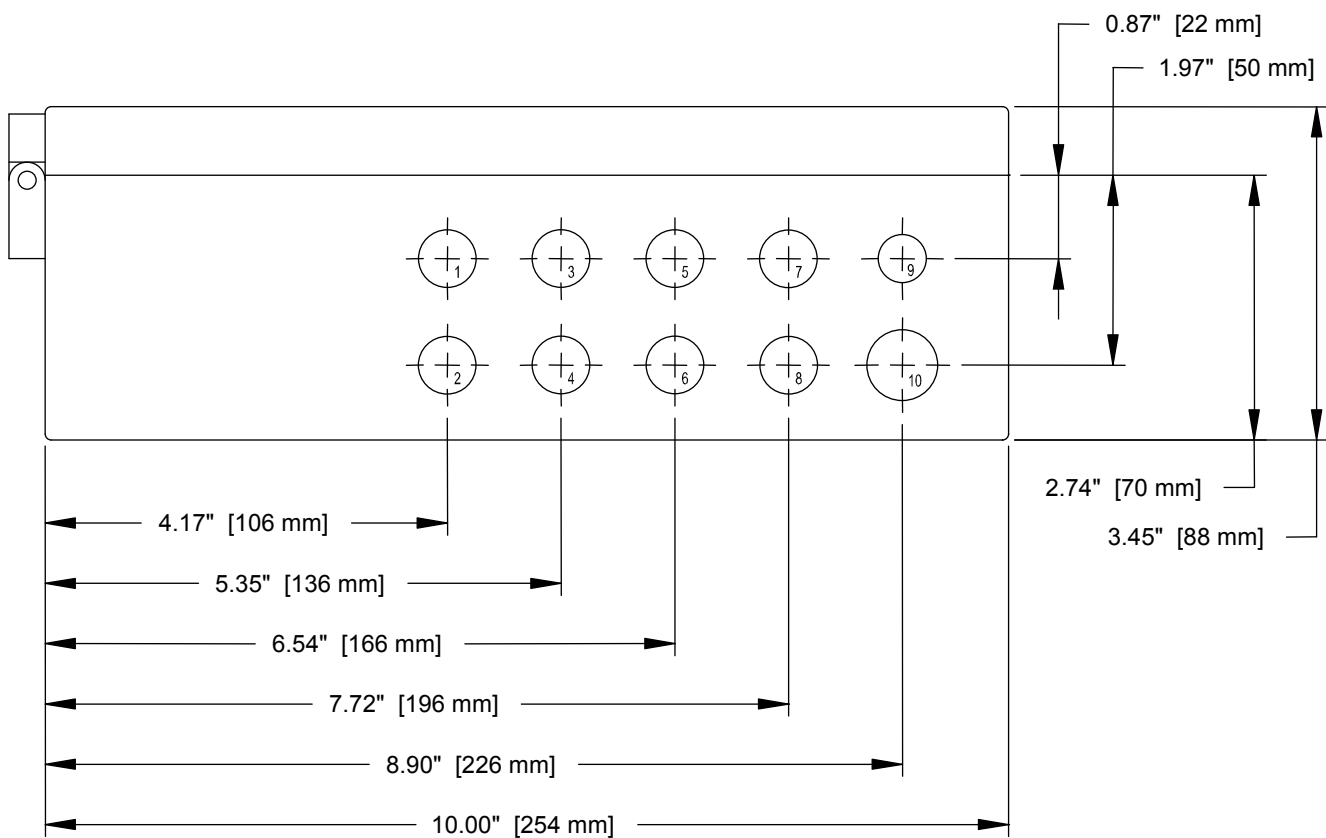 0.87" [22 mm]
1.97" [50 mm]
1 3 5 7 9
2 4 6 8 10
2.74" [70 mm]
4.17" [106 mm]
3.45" [88 mm]
5.35" [136 mm]
6.54" [166 mm]
7.72" [196 mm]
8.90" [226 mm]
10.00" [254 mm]